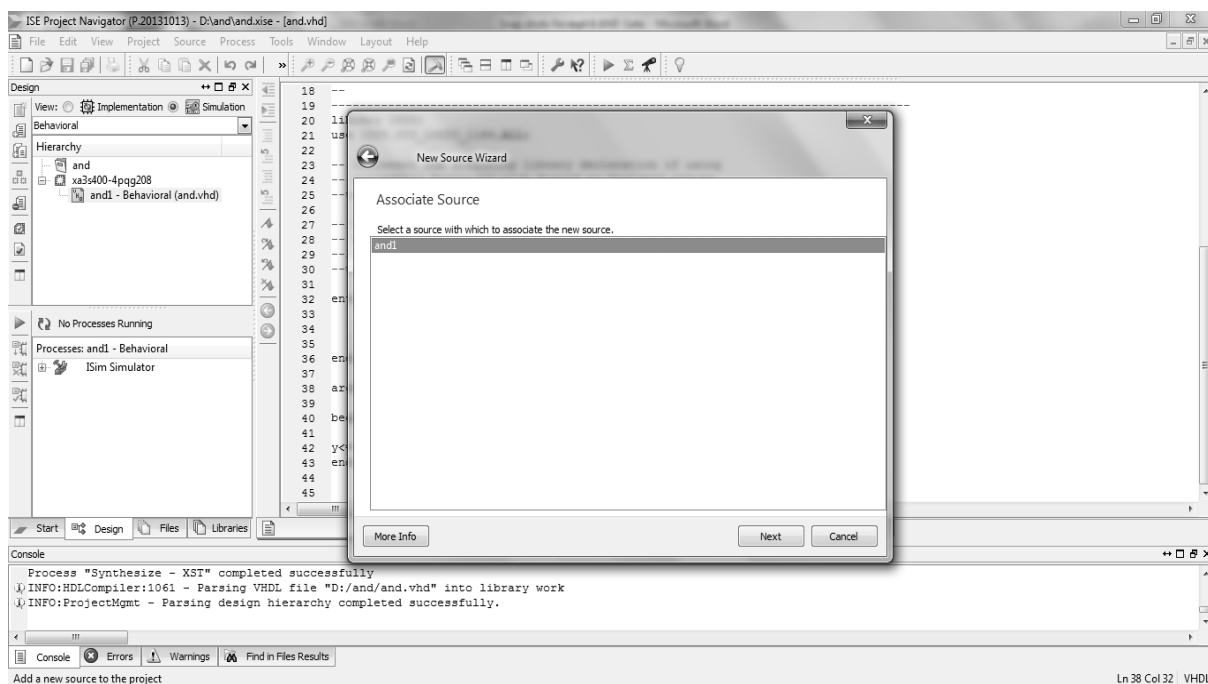 ISE Project Navigator (P.20131013) - D:\and\and.xise - [and.vhd]
File Edit View Project Source Process Tools Window Layout Help
Design
View: Implementation Simulation
Behavioral
Hierarchy
and
xa3s400-4pqg208
and1 - Behavioral (and.vhd)
No Processes Running
Processes: and1 - Behavioral
ISim Simulator
Start Design Files Libraries
18 --
19 --------------------------------------------------------------------------------
20 li
21 us
22
23 --
24 --
25 --
26
27 --
28 --
29 --
30 --
31
32 en
33
34
35
36 en
37
38 ar
39
40 be
41
42 y<
43 en
44
45
New Source Wizard
Associate Source
Select a source with which to associate the new source.
and1
More Info Next Cancel
Console
Process "Synthesize - XST" completed successfully
INFO:HDLCompiler:1061 - Parsing VHDL file "D:/and/and.vhd" into library work
INFO:ProjectMgmt - Parsing design hierarchy completed successfully.
Console Errors Warnings Find in Files Results
Add a new source to the project
Ln 38 Col 32 VHDL